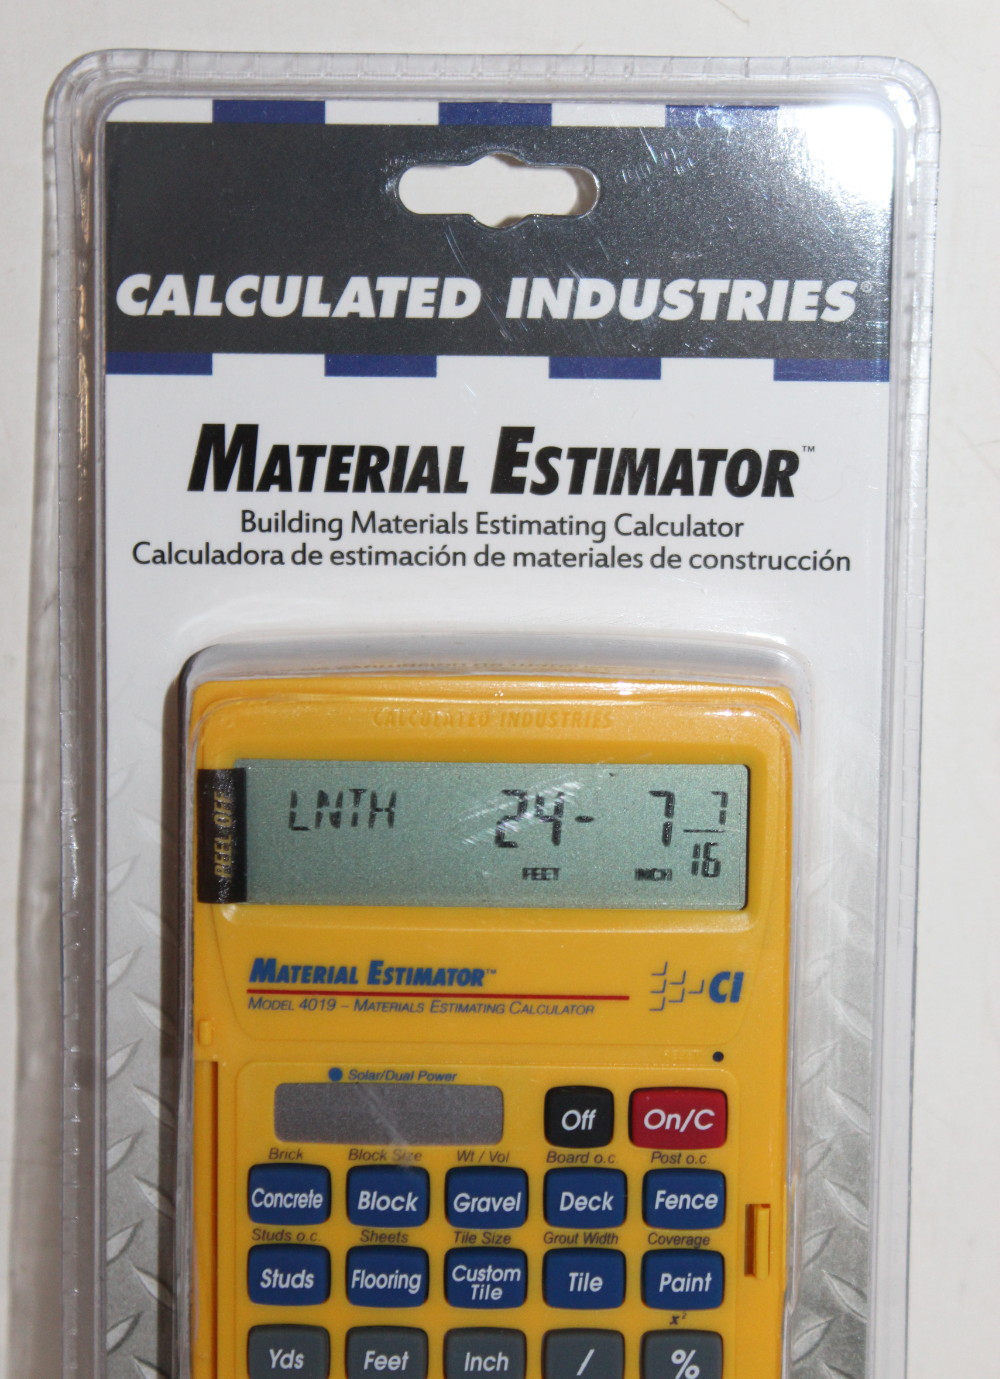 CALCULATED INDUSTRIES®
MATERIAL ESTIMATOR™
Building Materials Estimating Calculator
Calculadora de estimación de materiales de construcción
CALCULATED INDUSTRIES
PEEL OFF
LNTH 24- 7 7/16
FEET INCH
MATERIAL ESTIMATOR™
CI
MODEL 4019 – MATERIALS ESTIMATING CALCULATOR
Solar/Dual Power
Off On/C
Brick Block Size Wt / Vol Board o.c. Post o.c.
Concrete Block Gravel Deck Fence
Studs o.c. Sheets Tile Size Grout Width Coverage
Studs Flooring Custom Tile Tile Paint
x²
Yds Feet Inch / %